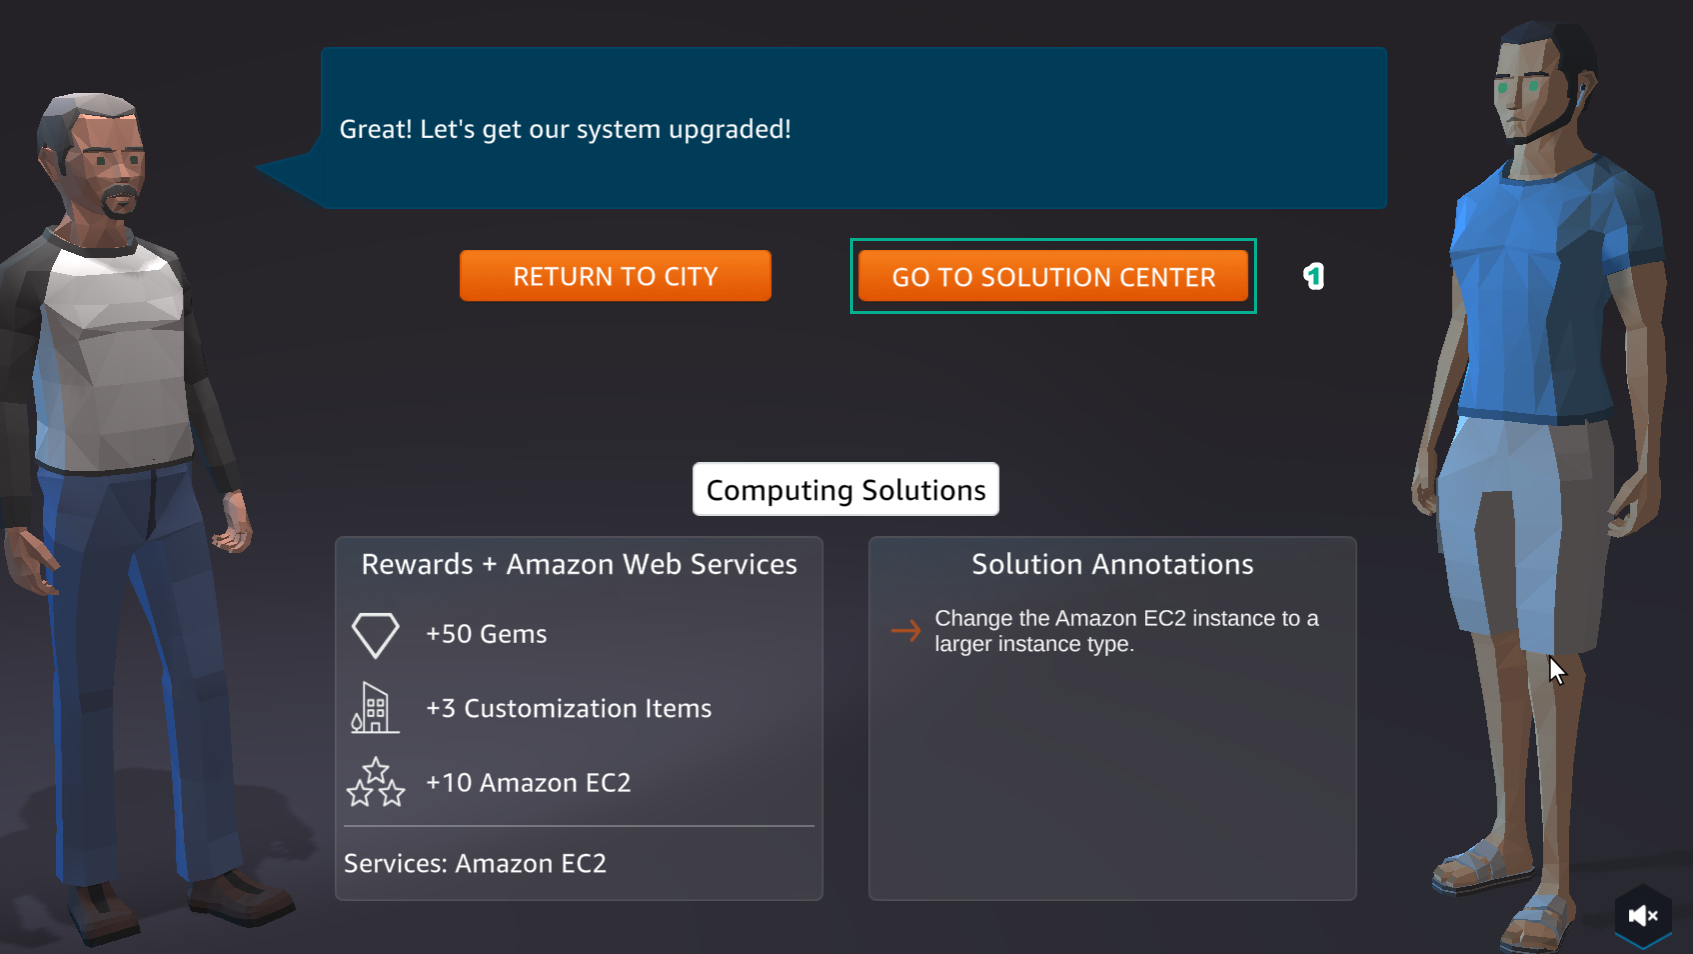 Great! Let's get our system upgraded!
RETURN TO CITY
GO TO SOLUTION CENTER
1
Computing Solutions
Rewards + Amazon Web Services
+50 Gems
+3 Customization Items
+10 Amazon EC2
Services: Amazon EC2
Solution Annotations
Change the Amazon EC2 instance to a
larger instance type.